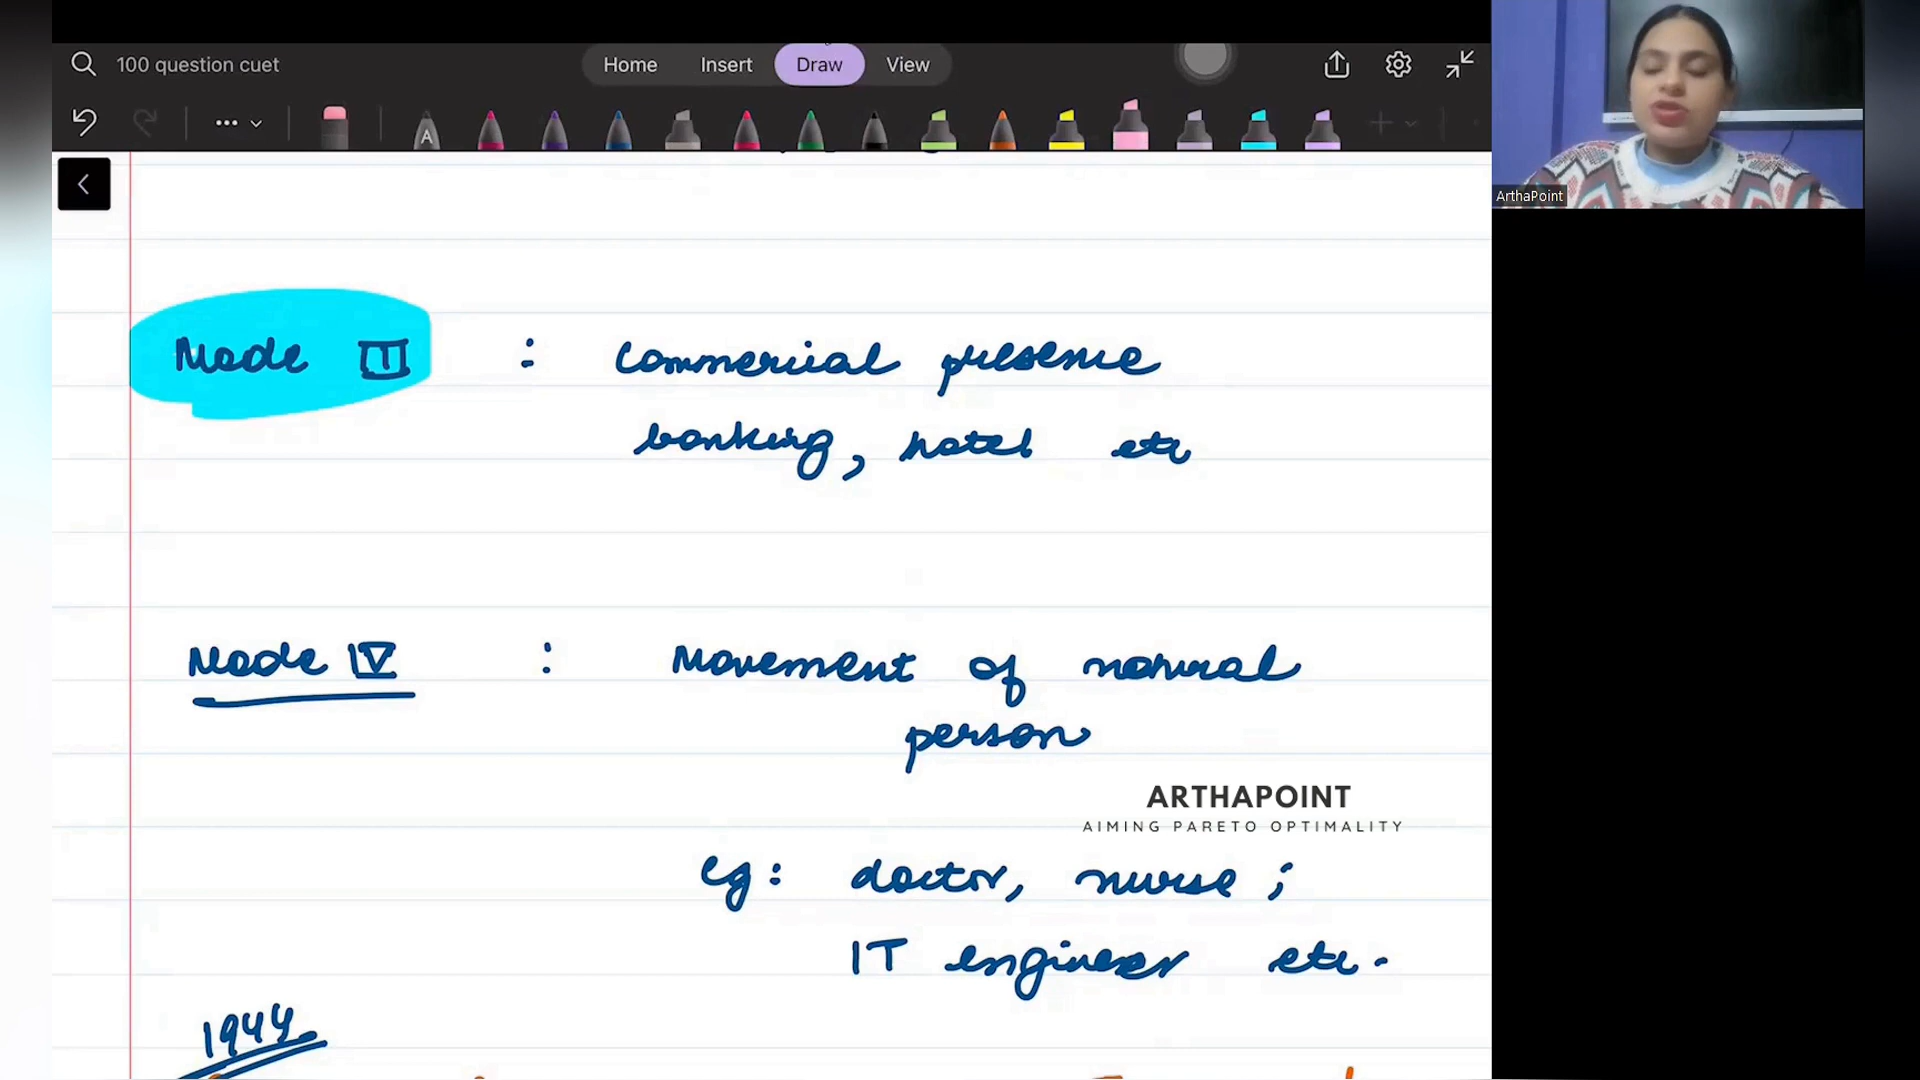 100 question cuet
Home Insert Draw View
A
ArthaPoint
Mode III : Commercial presence
banking, hotel etc
Mode IV : Movement of natural
person
ARTHAPOINT
AIMING PARETO OPTIMALITY
eg: doctor, nurse ;
IT engineer etc.
1944